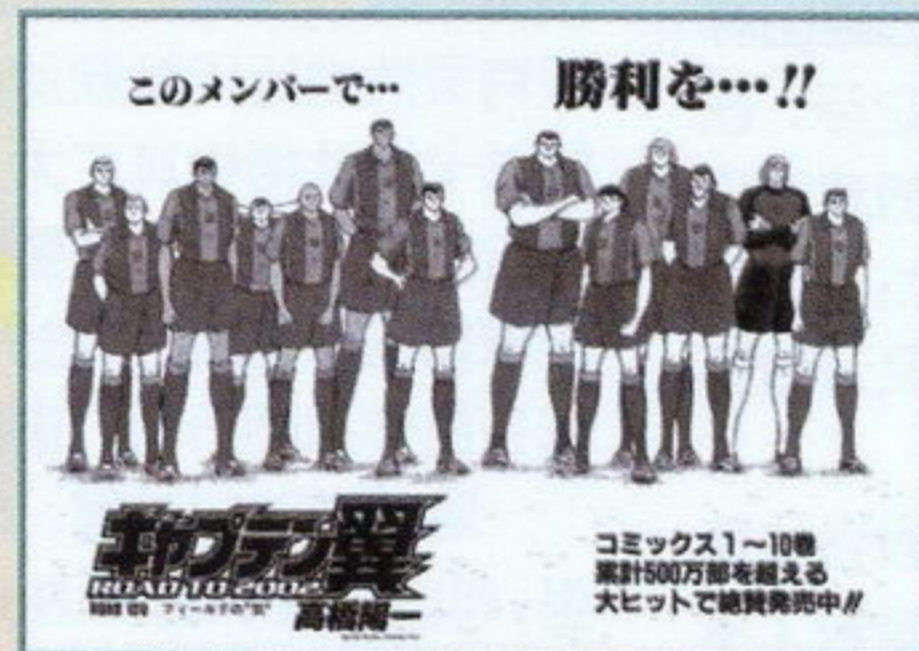 このメンバーで…
勝利を…!!
キャプテン翼
ROAD TO 2002
フィールドの
高橋陽一
コミックス1〜10巻
累計500万部を超える
大ヒットで絶賛発売中!!